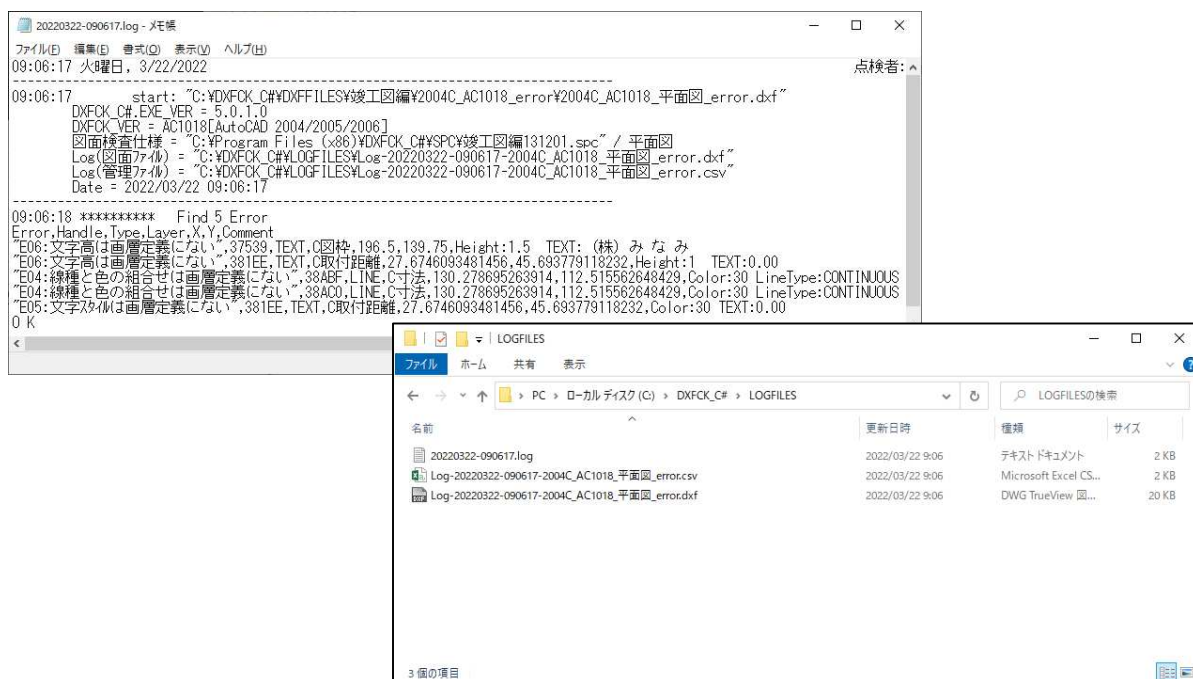 20220322-090617.log - メモ帳
ファイル(F) 編集(E) 書式(O) 表示(V) ヘルプ(H)
09:06:17 火曜日, 3/22/2022 点検者:
--------------------------------------------------------------------------------
09:06:17 start: "C:¥DXFCK_C#¥DXFFILES¥竣工図編¥2004C_AC1018_error¥2004C_AC1018_平面図_error.dxf"
DXFCK_C#.EXE_VER = 5.0.1.0
DXFCK_VER = AC1018[AutoCAD 2004/2005/2006]
図面検査仕様 = "C:¥Program Files (x86)¥DXFCK_C#¥SPC¥竣工図編131201.spc" / 平面図
Log(図面ファイル) = "C:¥DXFCK_C#¥LOGFILES¥Log-20220322-090617-2004C_AC1018_平面図_error.dxf"
Log(管理ファイル) = "C:¥DXFCK_C#¥LOGFILES¥Log-20220322-090617-2004C_AC1018_平面図_error.csv"
Date = 2022/03/22 09:06:17
--------------------------------------------------------------------------------
09:06:18 ********** Find 5 Error
Error,Handle,Type,Layer,X,Y,Comment
"E06:文字高は画層定義にない",37539,TEXT,C図枠,196.5,139.75,Height:1.5 TEXT: (株) み な み
"E06:文字高は画層定義にない",381EE,TEXT,C取付距離,27.6746093481456,45.693779118232,Height:1 TEXT:0.00
"E04:線種と色の組合せは画層定義にない",38ABF,LINE,C寸法,130.278695263914,112.515562648429,Color:30 LineType:CONTINUOUS
"E04:線種と色の組合せは画層定義にない",38AC0,LINE,C寸法,130.278695263914,112.515562648429,Color:30 LineType:CONTINUOUS
"E05:文字スタイルは画層定義にない",381EE,TEXT,C取付距離,27.6746093481456,45.693779118232,Color:30 TEXT:0.00
O K
LOGFILES
ファイル ホーム 共有 表示
PC › ローカル ディスク (C:) › DXFCK_C# › LOGFILES LOGFILESの検索
名前 更新日時 種類 サイズ
20220322-090617.log 2022/03/22 9:06 テキスト ドキュメント 2 KB
Log-20220322-090617-2004C_AC1018_平面図_error.csv 2022/03/22 9:06 Microsoft Excel CS... 2 KB
Log-20220322-090617-2004C_AC1018_平面図_error.dxf 2022/03/22 9:06 DWG TrueView 図... 20 KB
3 個の項目